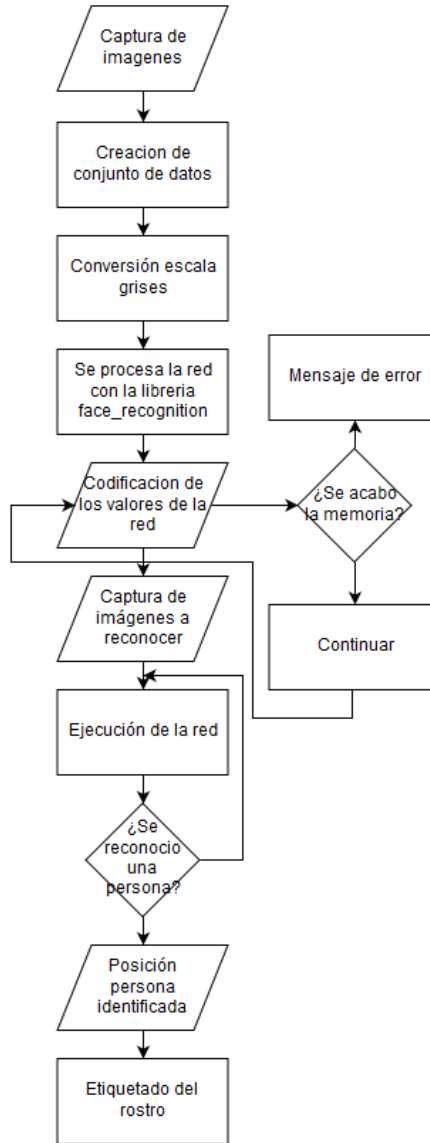 Captura de
imagenes
Creacion de
conjunto de datos
Conversión escala
grises
Se procesa la red
con la libreria
face_recognition
Mensaje de error
Codificacion de
los valores de la
red
¿Se acabo
la memoria?
Captura de
imágenes a
reconocer
Continuar
Ejecución de la red
¿Se
reconocio
una
persona?
Posición
persona
identificada
Etiquetado del
rostro